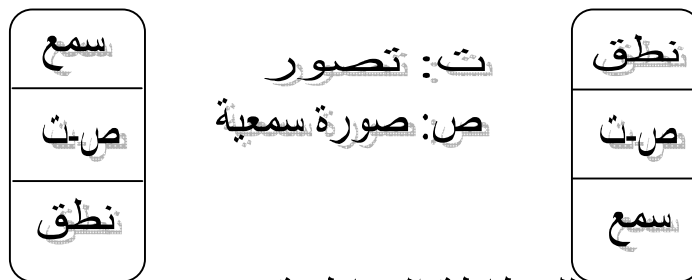 نطق
ص-ت
سمع
ت: تصور
ص: صورة سمعية
سمع
ص-ت
نطق